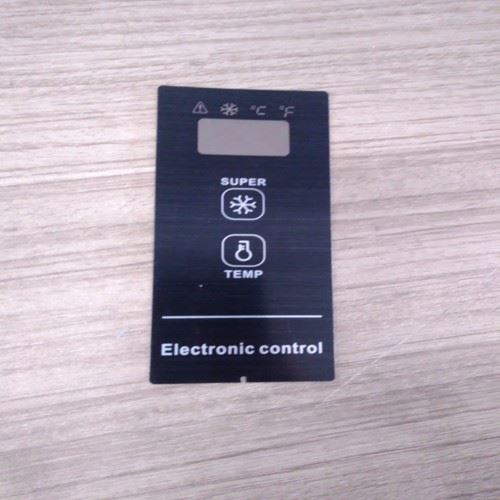 °C °F
SUPER
TEMP
Electronic control